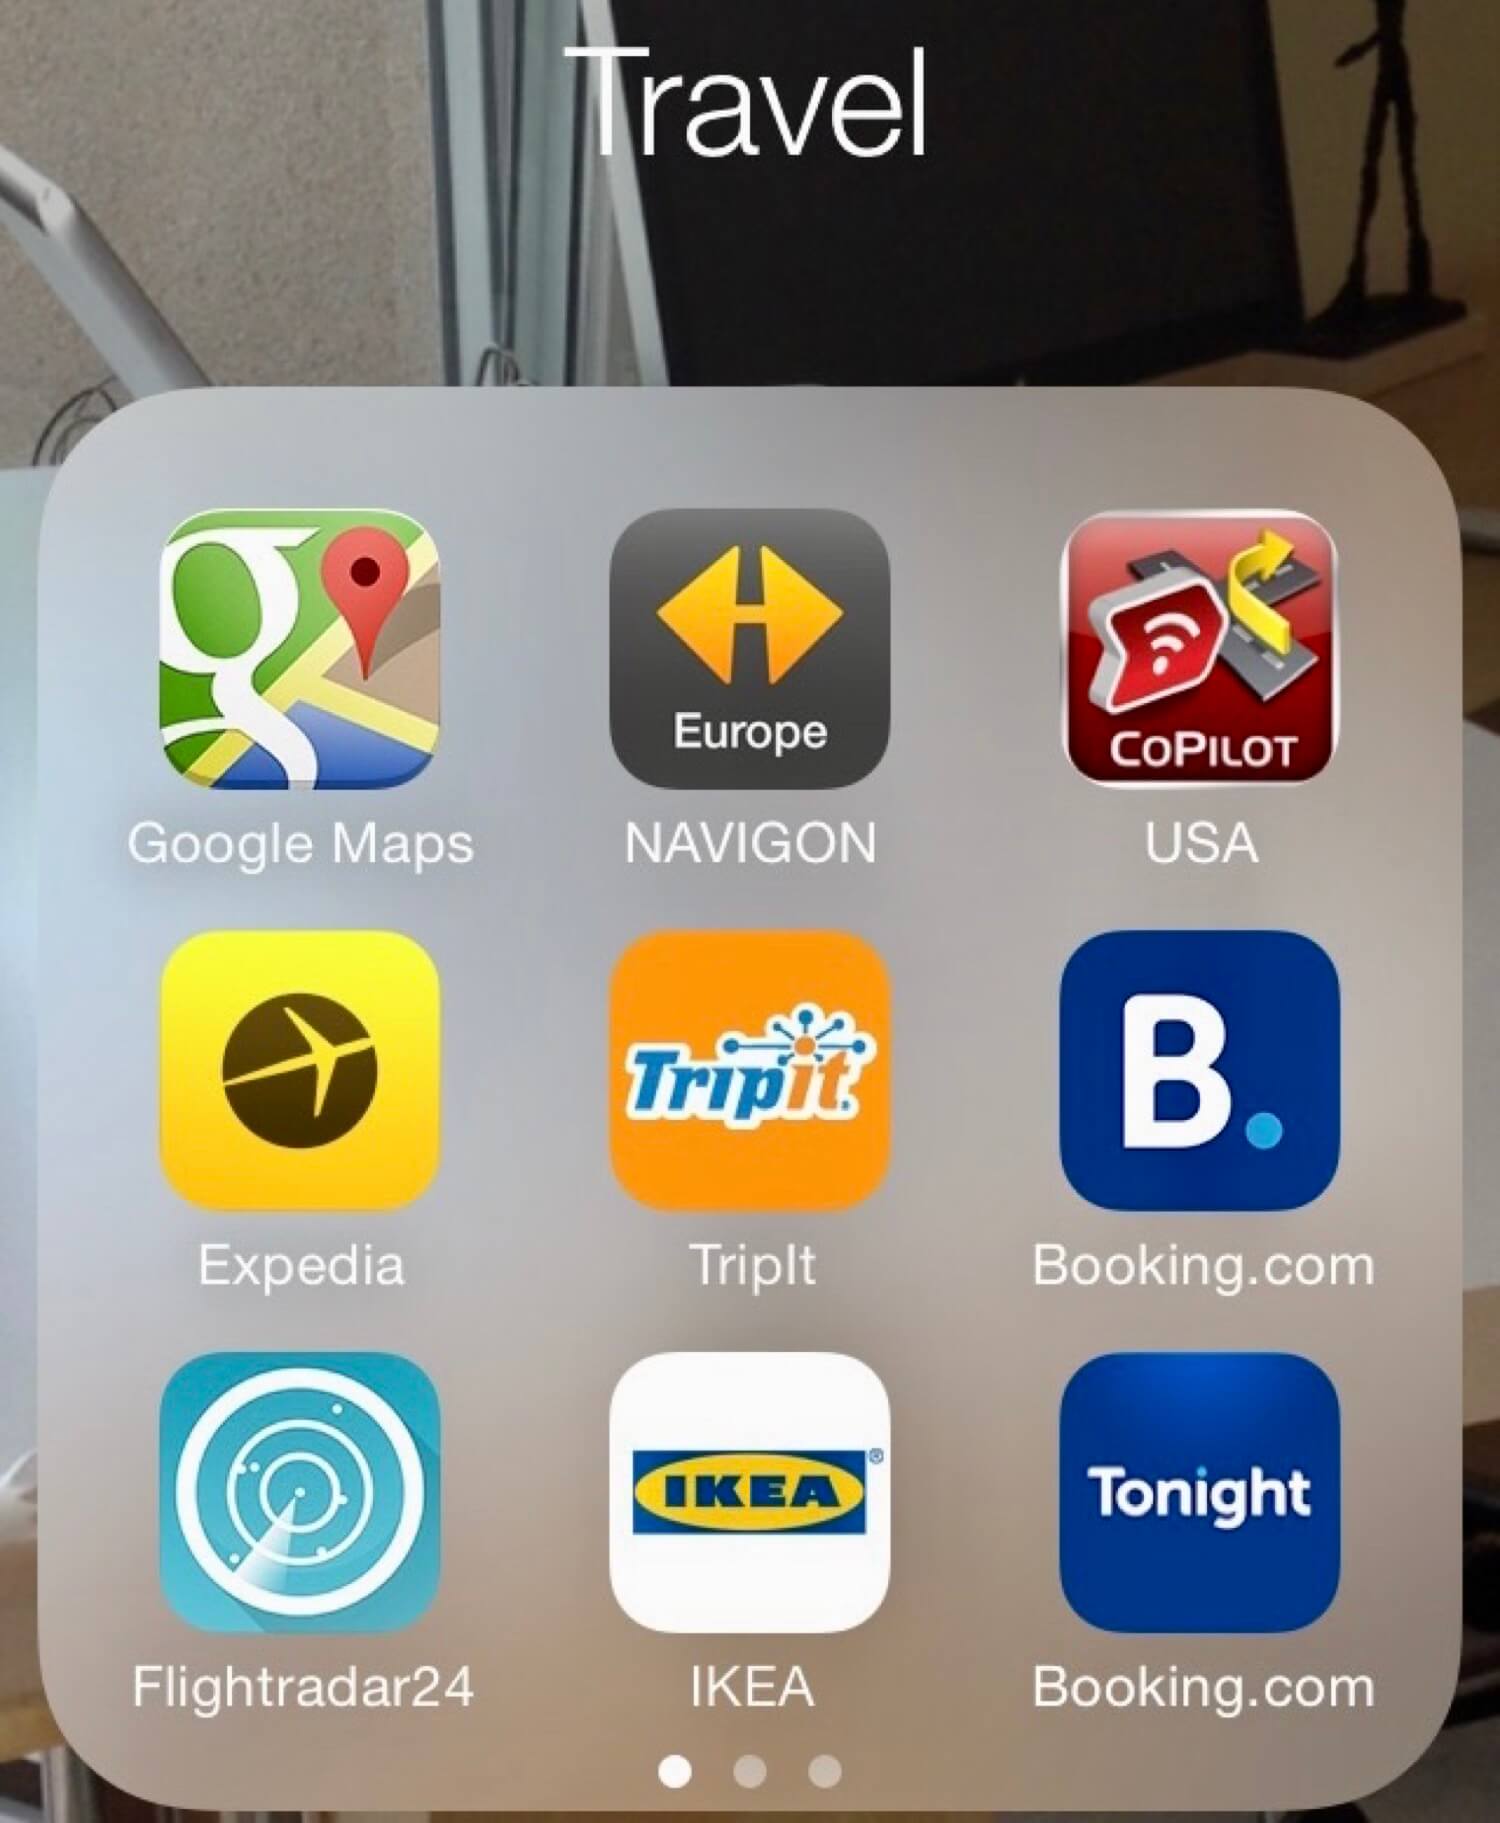 Travel
Europe
COPILOT
Google Maps
NAVIGON
USA
TripIt®
B.
Expedia
TripIt
Booking.com
IKEA®
Tonight
Flightradar24
IKEA
Booking.com